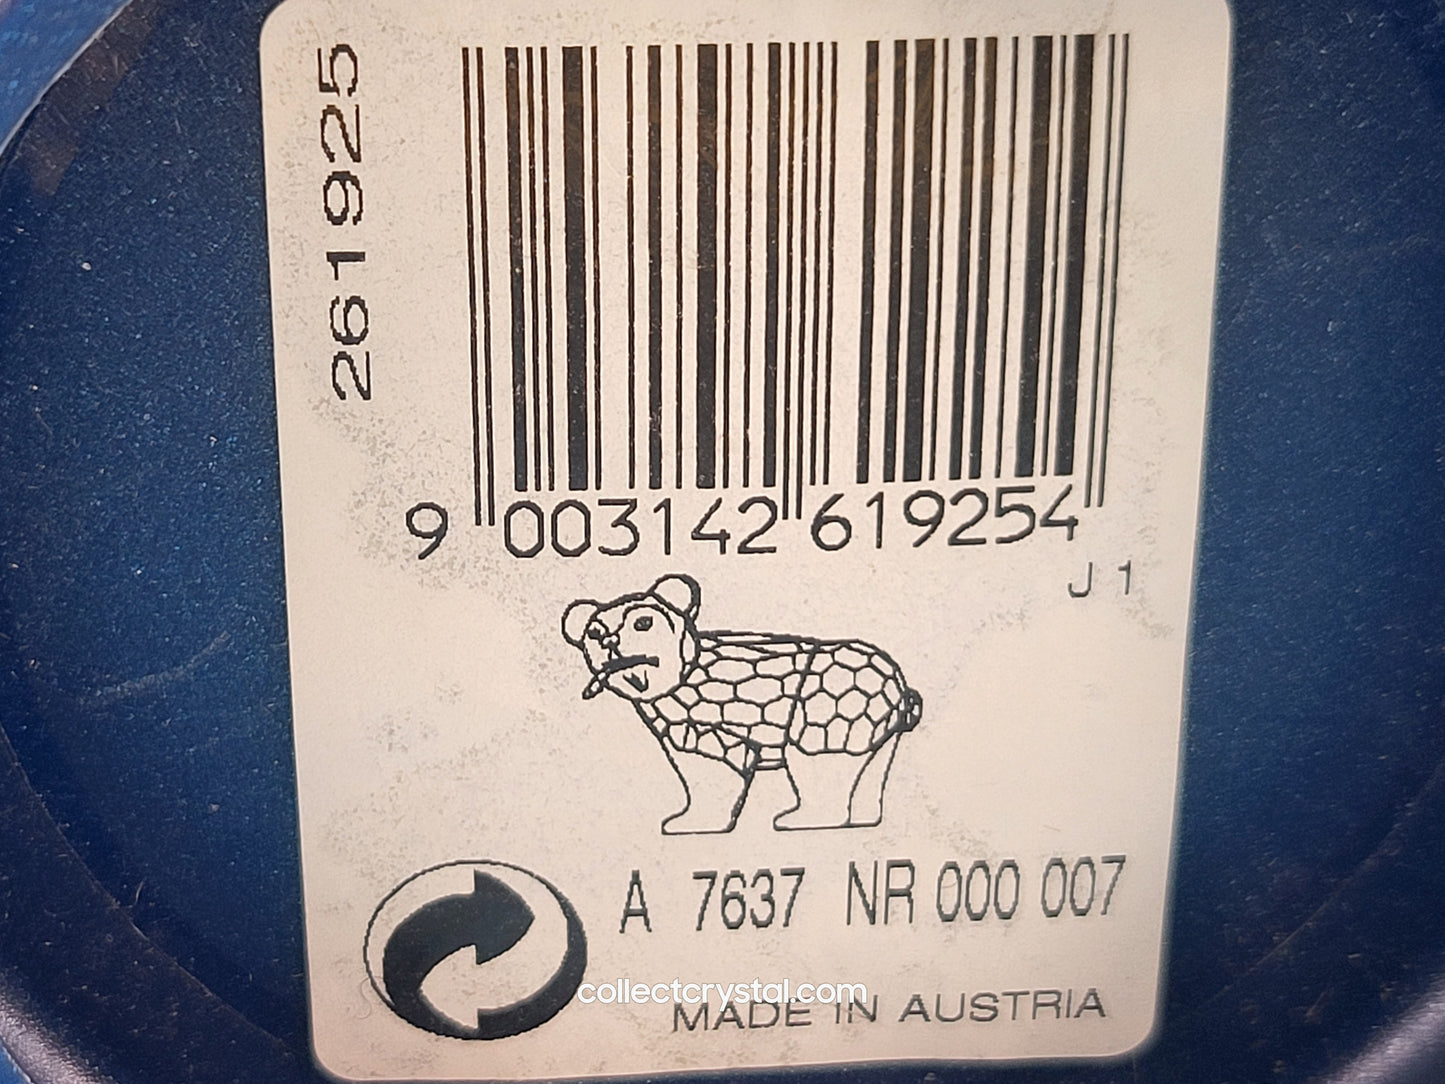 261925
9 003142 619254
J 1
A 7637 NR 000 007
collectcrystal.com
MADE IN AUSTRIA